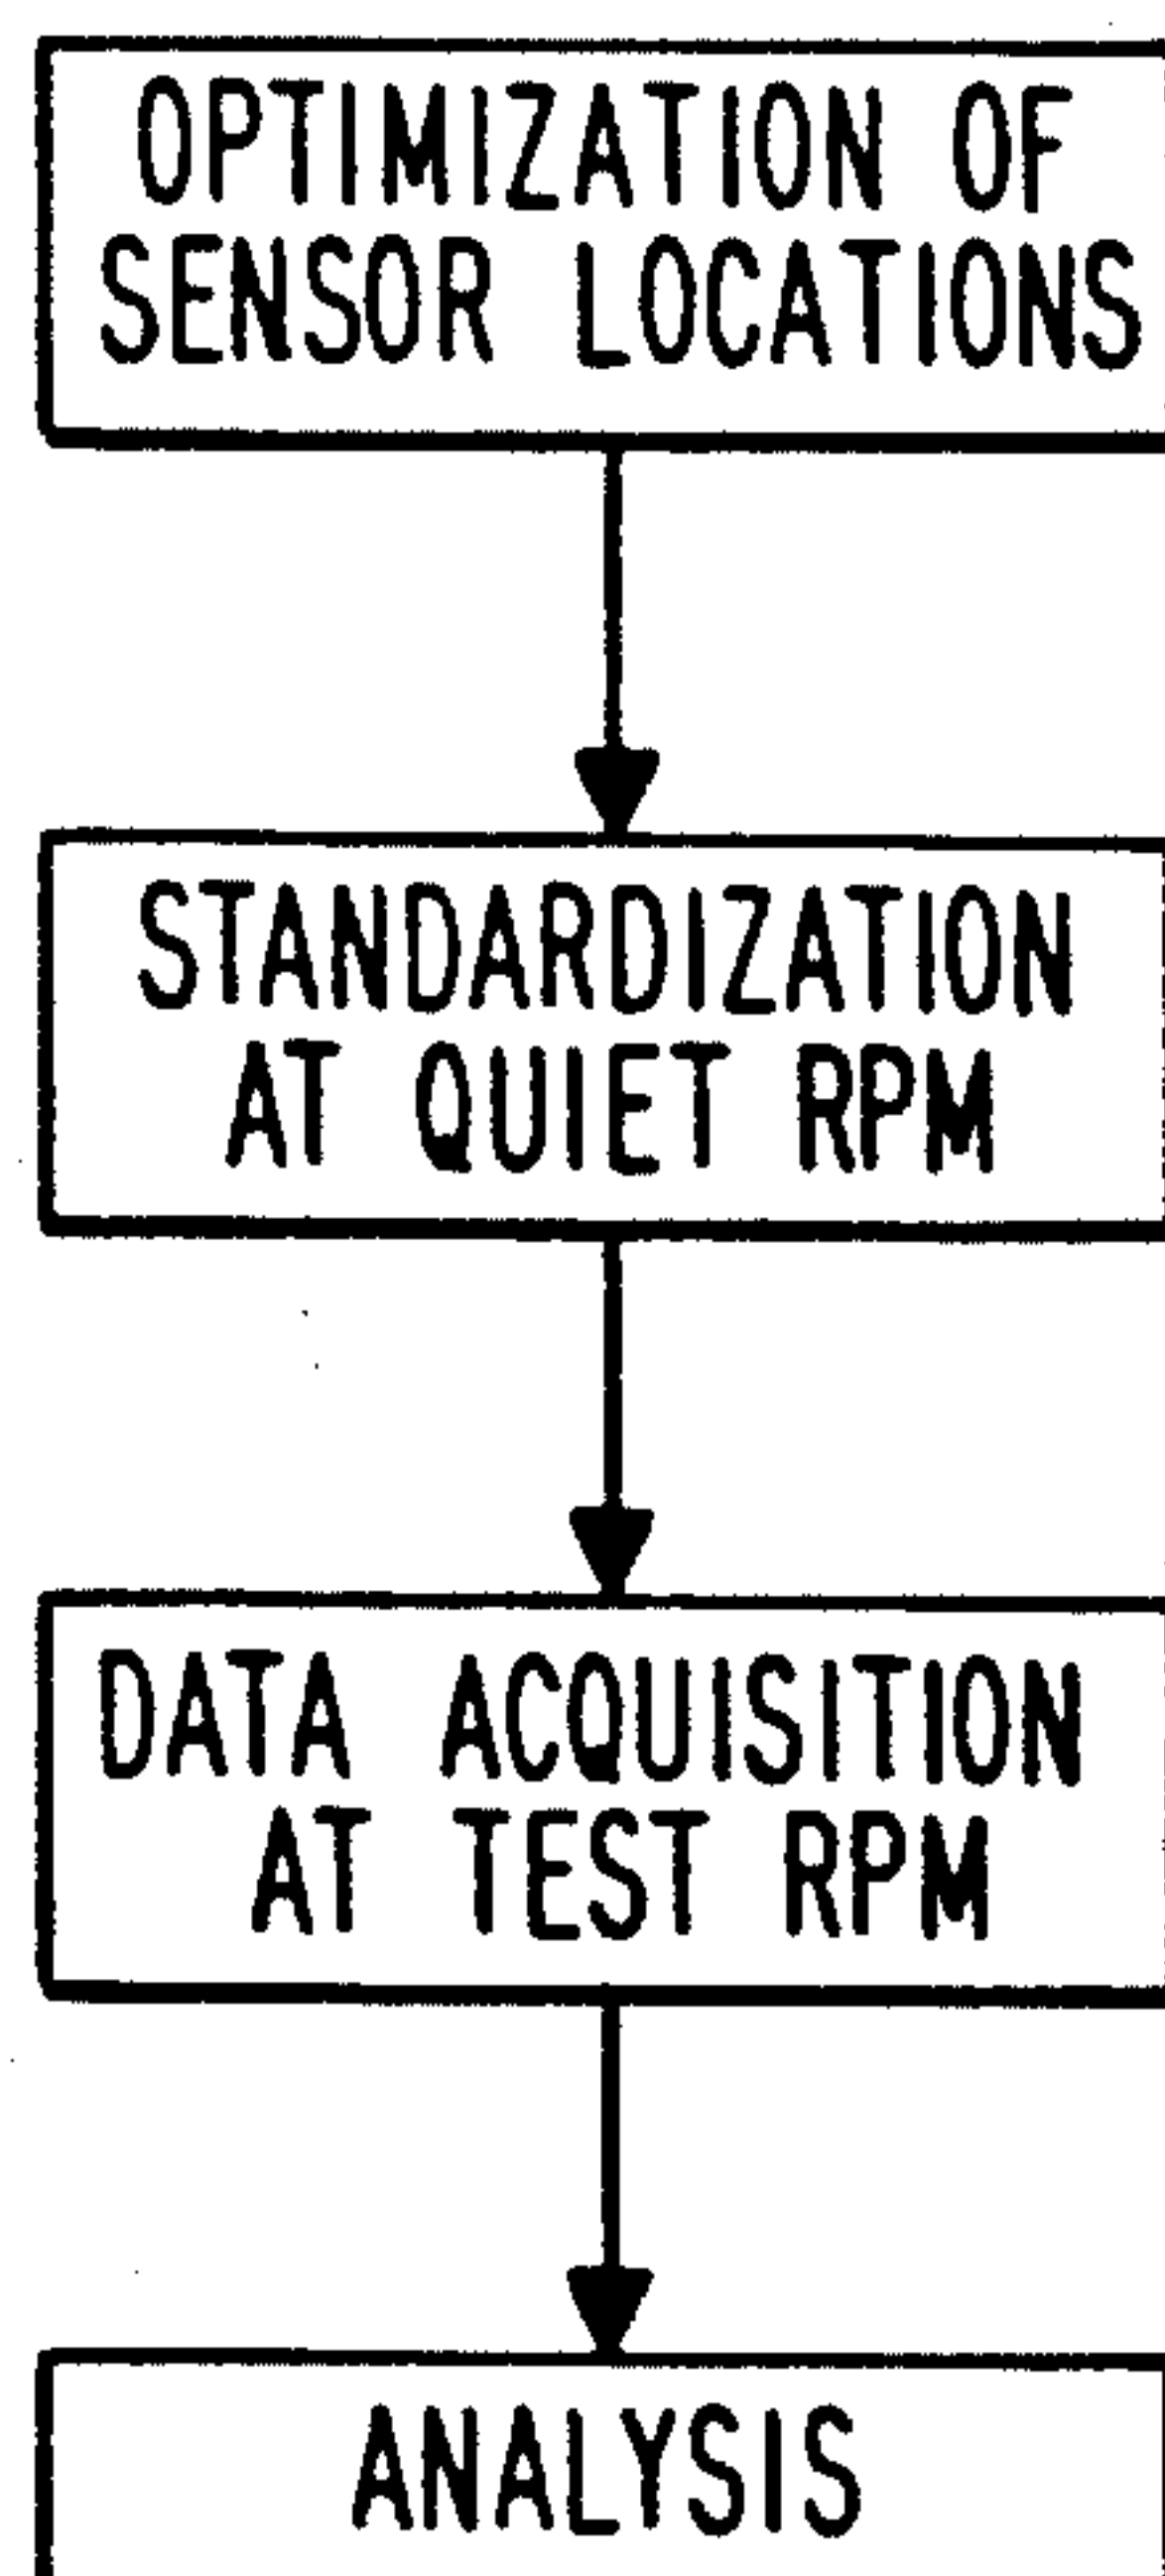 OPTIMIZATION OF
SENSOR LOCATIONS
STANDARDIZATION
AT QUIET RPM
DATA ACQUISITION
AT TEST RPM
ANALYSIS